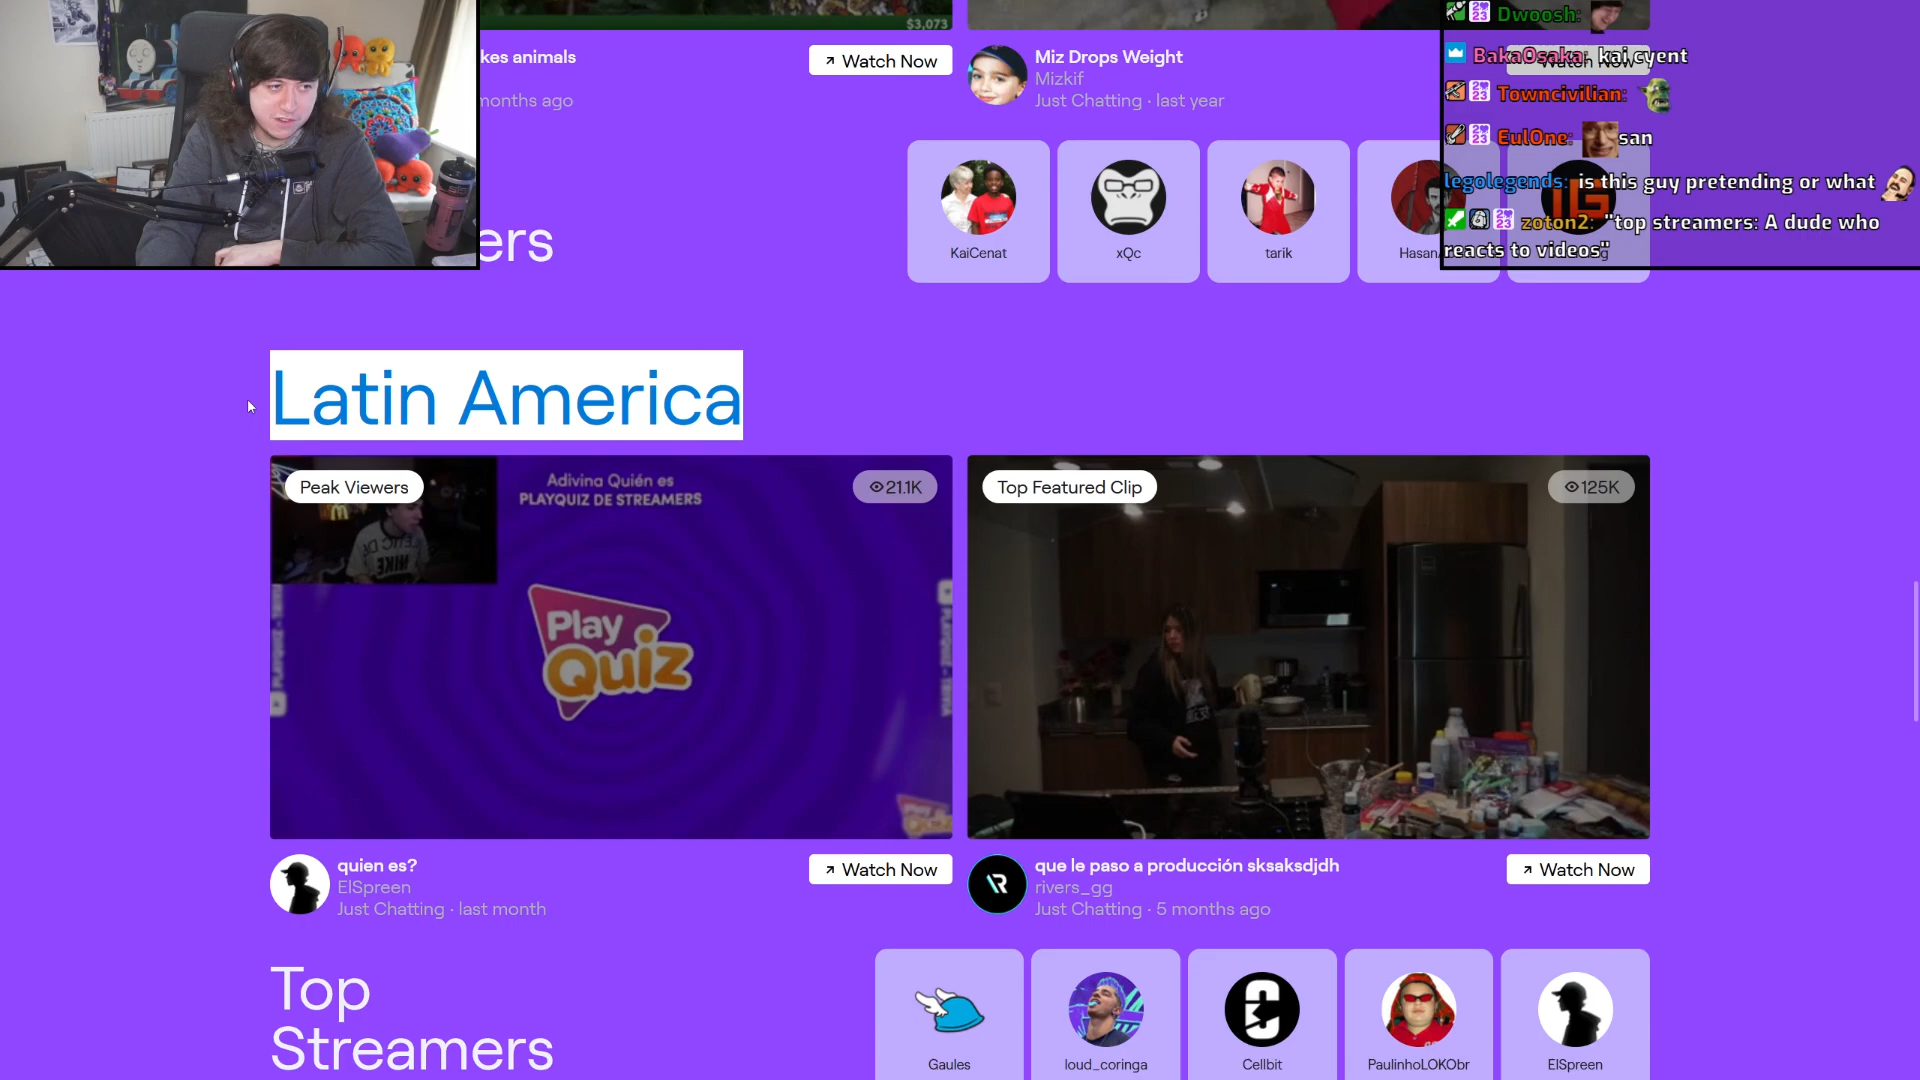 $3,073
Dwoosh:
kes animals
months ago
Watch Now
Miz Drops Weight
Mizkif
Just Chatting · last year
BakaOsaka: kai cyent
Watch Now
Towncivilian:
EulOne: san
legolegends: is this guy pretending or what
zoton2: "top streamers: A dude who
reacts to videos"
ers
KaiCenat
xQc
tarik
Hasan
Latin America
Peak Viewers
21.1K
Adivina Quién es
PLAYQUIZ DE STREAMERS
Play
Quiz
Top Featured Clip
125K
quien es?
ElSpreen
Just Chatting · last month
Watch Now
que le paso a producción sksaksdjdh
rivers_gg
Just Chatting · 5 months ago
Watch Now
Top
Streamers
Gaules
loud_coringa
Cellbit
PaulinhoLOKObr
ElSpreen